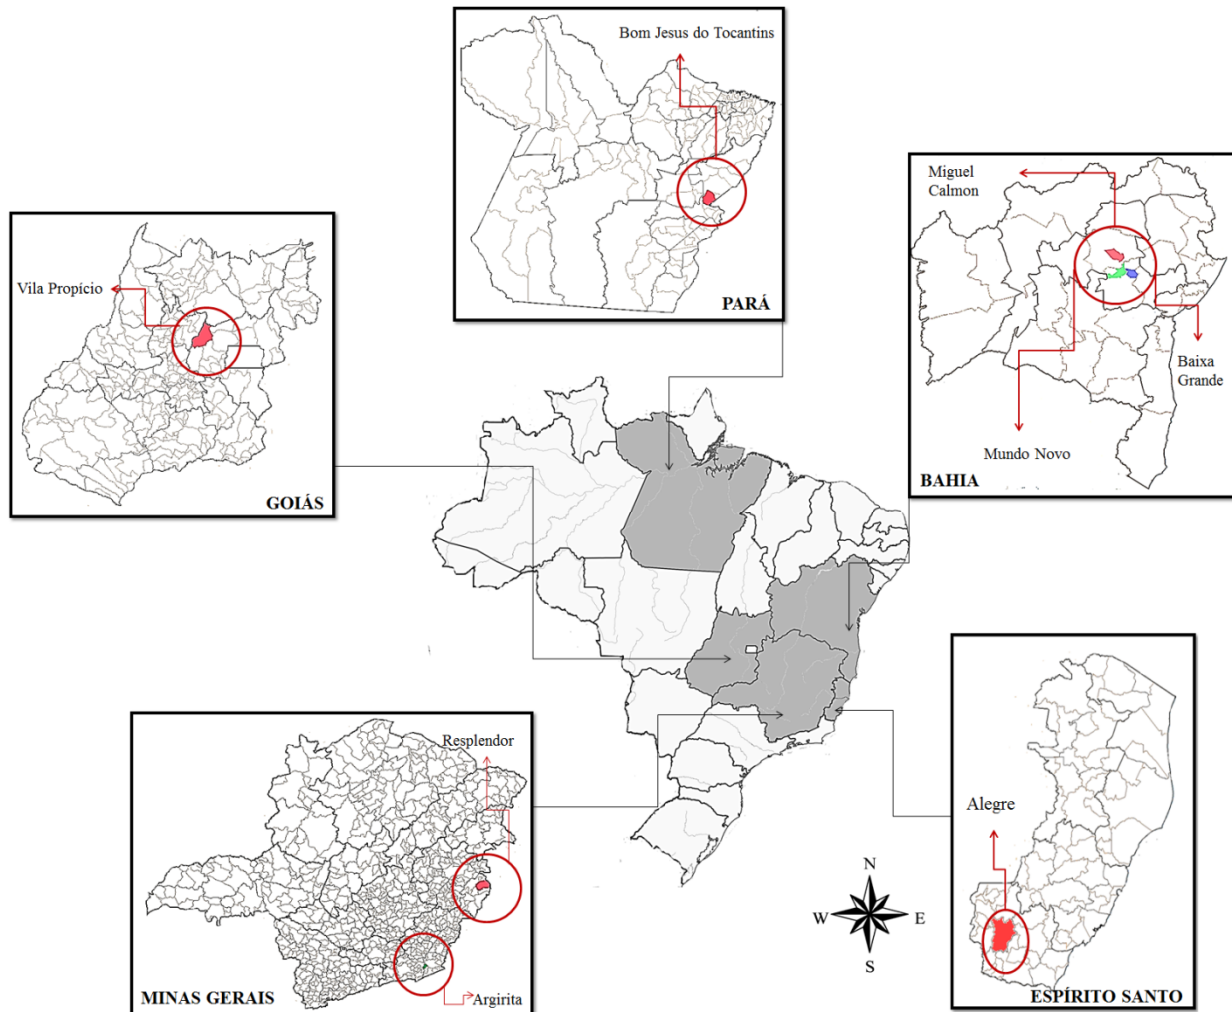 Bom Jesus do Tocantins
PARÁ
Miguel
Calmon
Baixa
Grande
Mundo Novo
BAHIA
Vila Propício
GOIÁS
Resplendor
Argirita
MINAS GERAIS
N
W
E
S
Alegre
ESPÍRITO SANTO